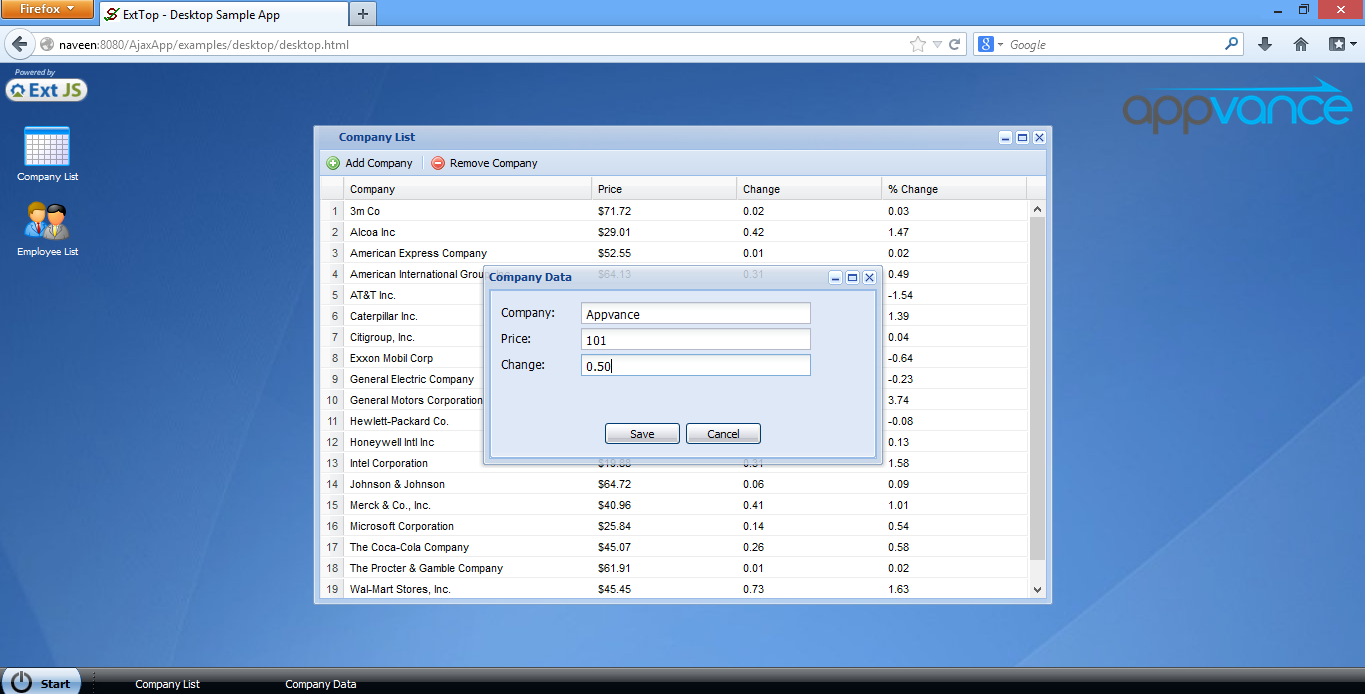 Firefox
ExtTop - Desktop Sample App
naveen:8080/AjaxApp/examples/desktop/desktop.html
8 Google
Powered by
Ext JS
appvance
Company List
Employee List
Company List
Add Company Remove Company
Company Price Change % Change
1 3m Co $71.72 0.02 0.03
2 Alcoa Inc $29.01 0.42 1.47
3 American Express Company $52.55 0.01 0.02
4 American International Grou $64.13 0.31 0.49
5 AT&T Inc. -1.54
6 Caterpillar Inc. 1.39
7 Citigroup, Inc. 0.04
8 Exxon Mobil Corp -0.64
9 General Electric Company -0.23
10 General Motors Corporation 3.74
11 Hewlett-Packard Co. -0.08
12 Honeywell Intl Inc 0.13
13 Intel Corporation $19.88 0.31 1.58
14 Johnson & Johnson $64.72 0.06 0.09
15 Merck & Co., Inc. $40.96 0.41 1.01
16 Microsoft Corporation $25.84 0.14 0.54
17 The Coca-Cola Company $45.07 0.26 0.58
18 The Procter & Gamble Company $61.91 0.01 0.02
19 Wal-Mart Stores, Inc. $45.45 0.73 1.63
Company Data
Company: Appvance
Price: 101
Change: 0.50
Save Cancel
Start Company List Company Data